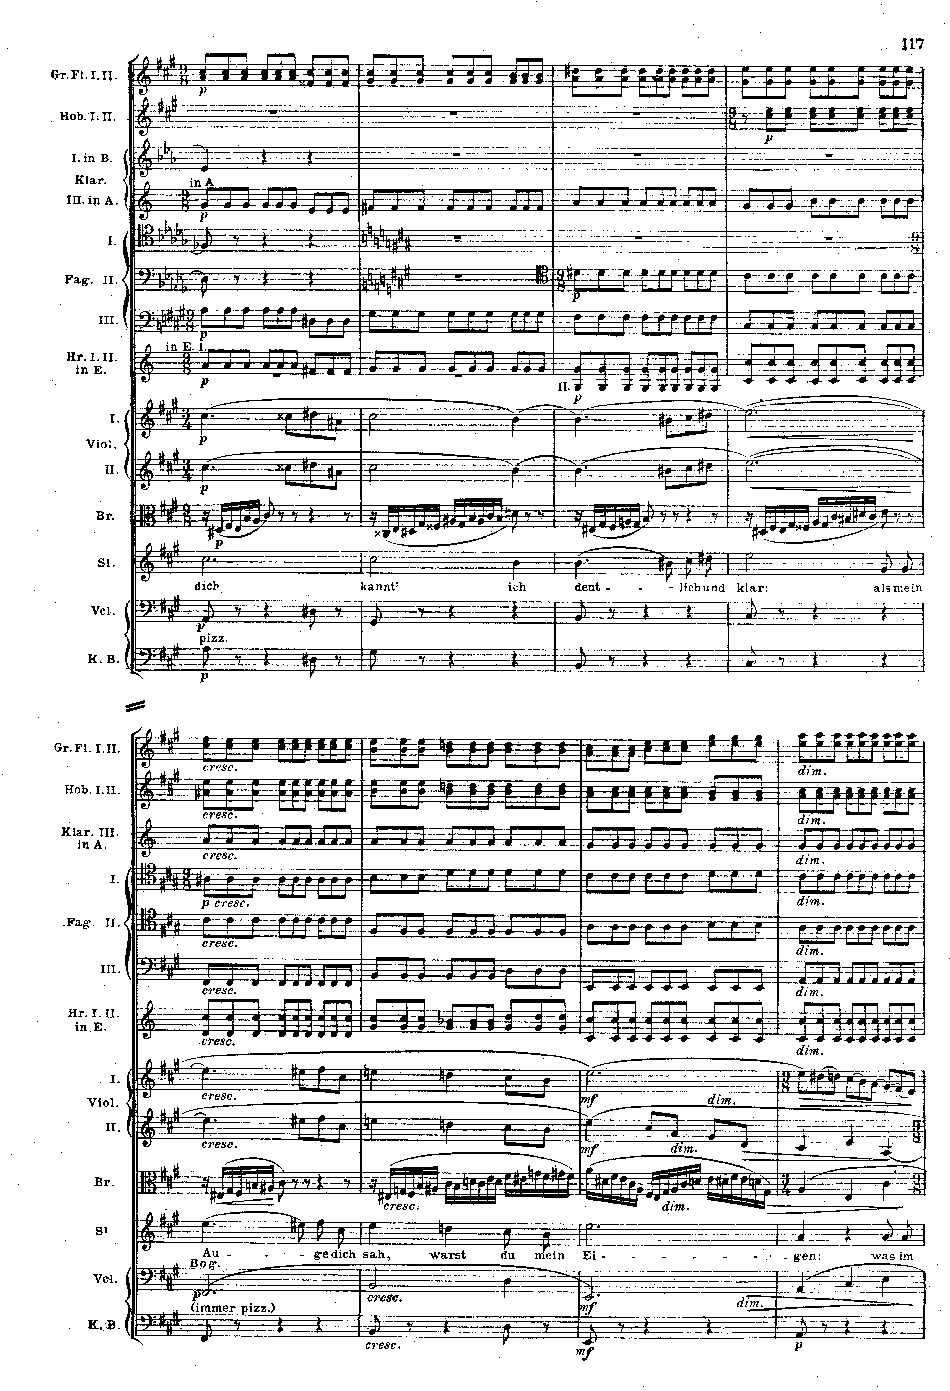 117
Gr. Fl. I. II.
p
Hob. I. II.
p
I. in B.
Klar.
in A
III. in A.
p
I.
Fag. II.
p
III.
p
in E.
Hr. I. II.
in E.
p
II.
p
I.
p
Viol.
II.
p
Br.
p
Sl.
dich kannt' ich deut - - - lich und klar: als mein
Vcl.
p
pizz.
K. B.
p
Gr. Fl. I. II.
cresc. dim.
Hob. I. II.
cresc. dim.
Klar. III.
in A.
cresc. dim.
I.
p cresc. dim.
Fag. II.
cresc. dim.
III.
cresc. dim.
Hr. I. II.
in E.
cresc. dim.
I.
cresc. mf dim.
Viol.
II.
cresc. mf dim.
Br.
cresc. dim.
Sl.
Au - - - ge dich sah, warst du mein Ei - - - - - - gen: was im
Bog.
Vcl.
p cresc. mf dim.
(immer pizz.)
K. B.
cresc. mf p